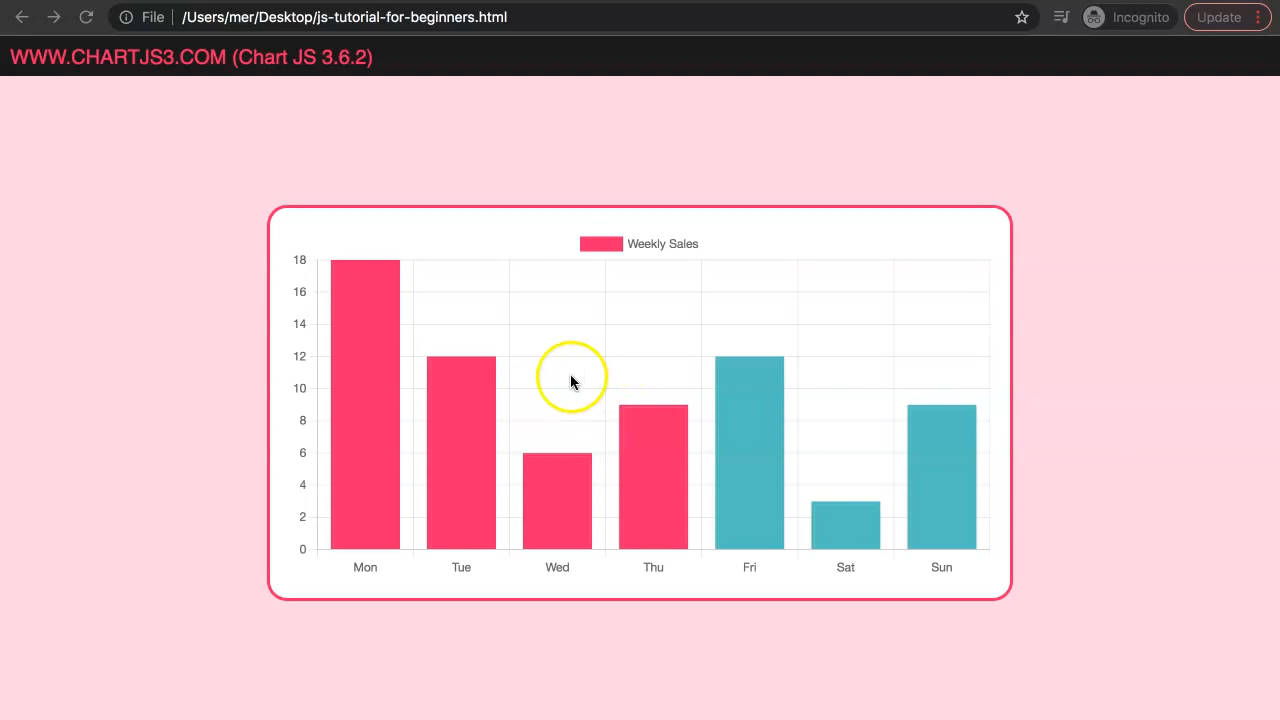 File /Users/mer/Desktop/js-tutorial-for-beginners.html Incognito Update
WWW.CHARTJS3.COM (Chart JS 3.6.2)
Weekly Sales
18
16
14
12
10
8
6
4
2
0
Mon Tue Wed Thu Fri Sat Sun